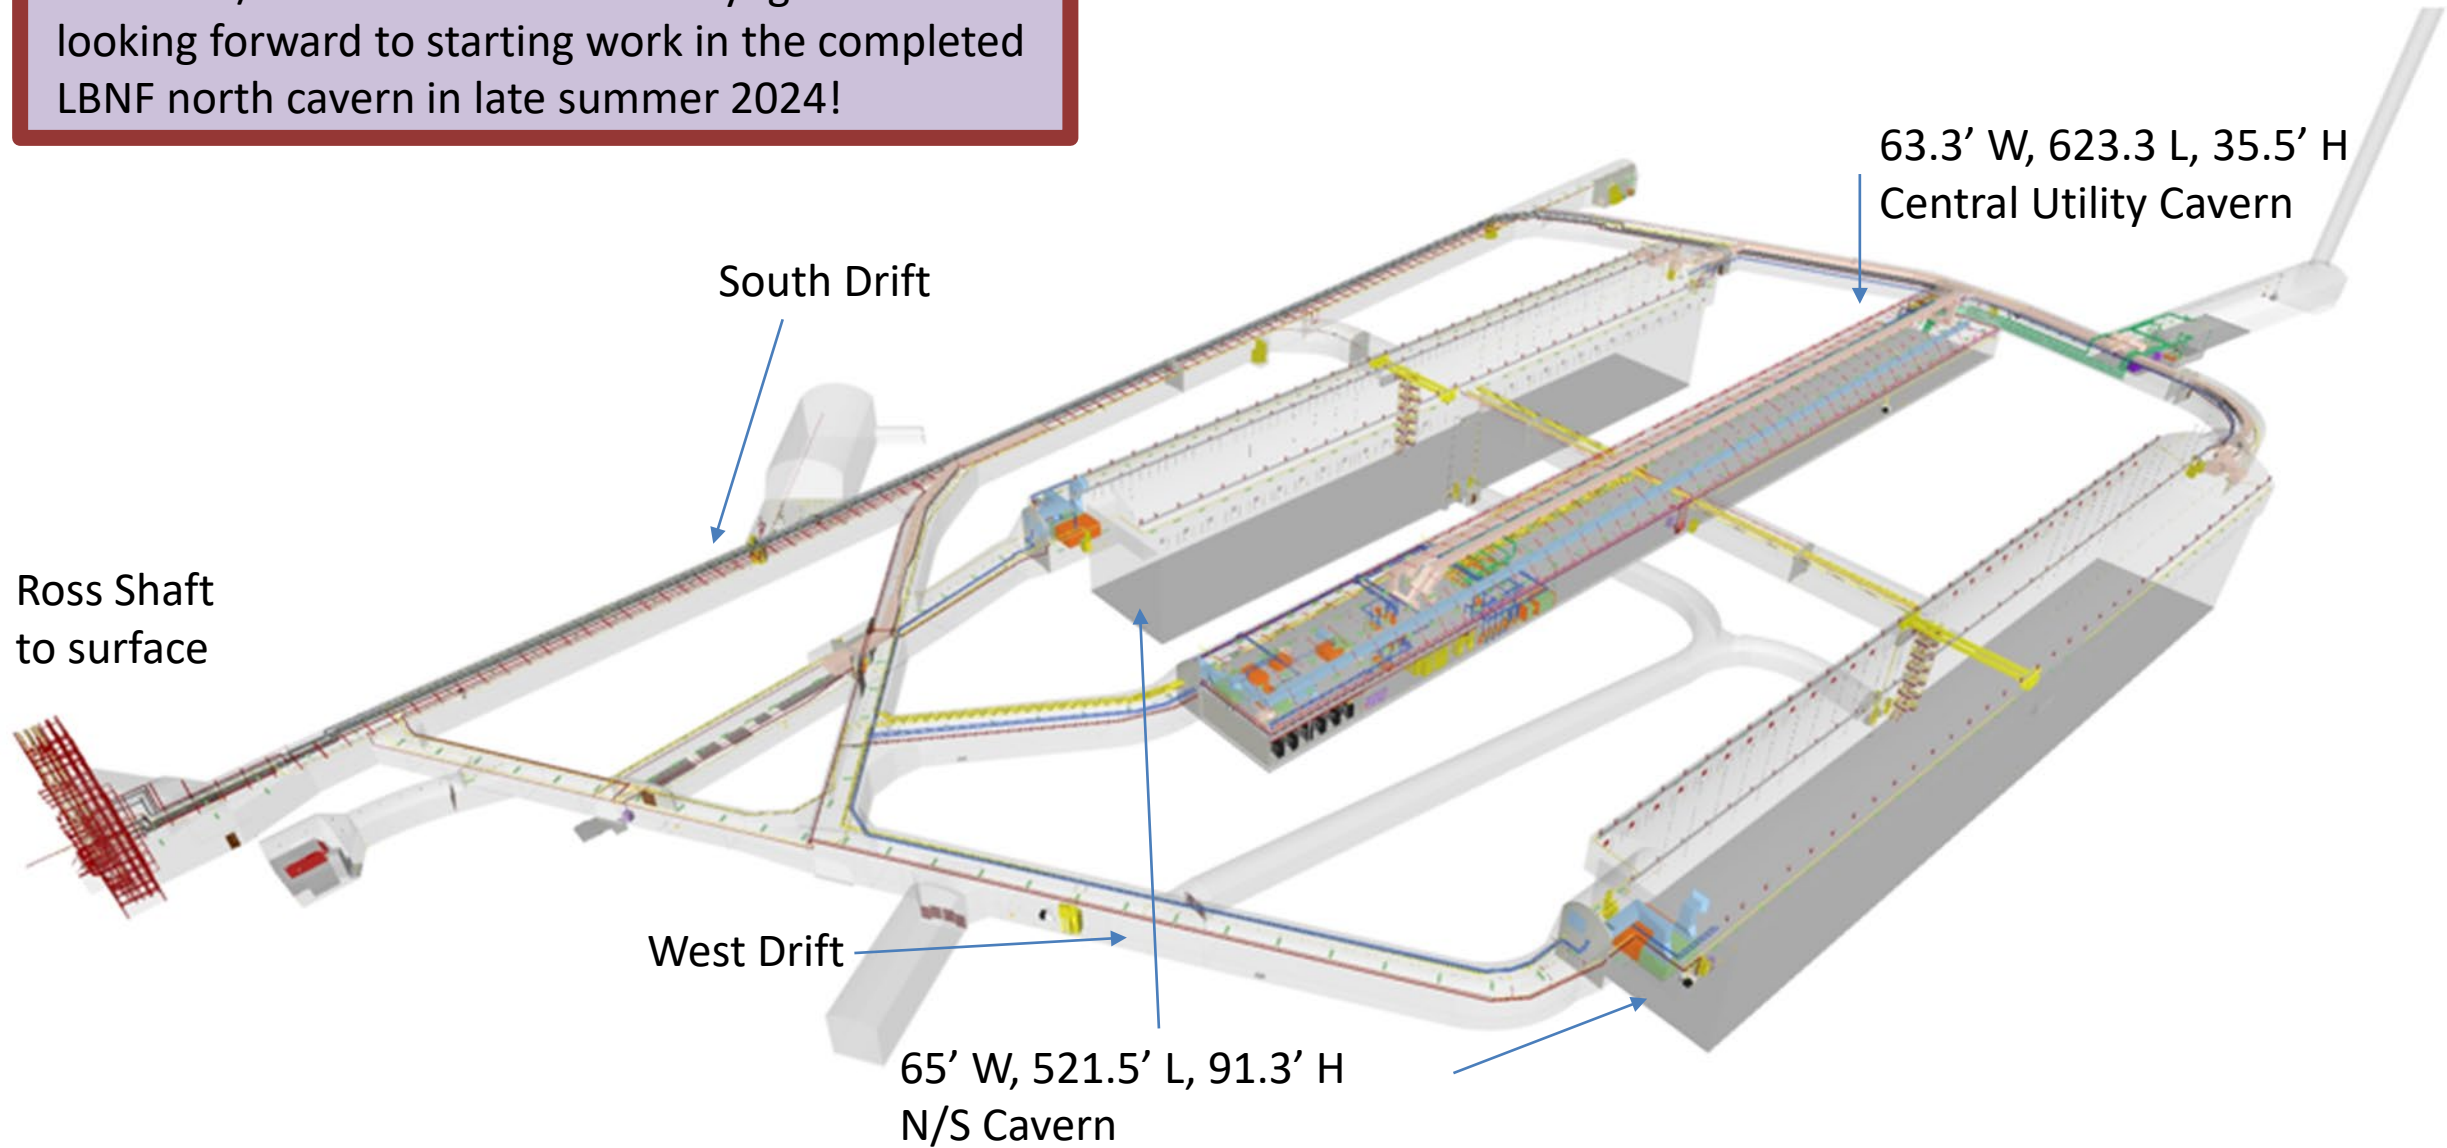 looking forward to starting work in the completed
LBNF north cavern in late summer 2024!
63.3’ W, 623.3 L, 35.5’ H
Central Utility Cavern
South Drift
Ross Shaft
to surface
West Drift
65’ W, 521.5’ L, 91.3’ H
N/S Cavern